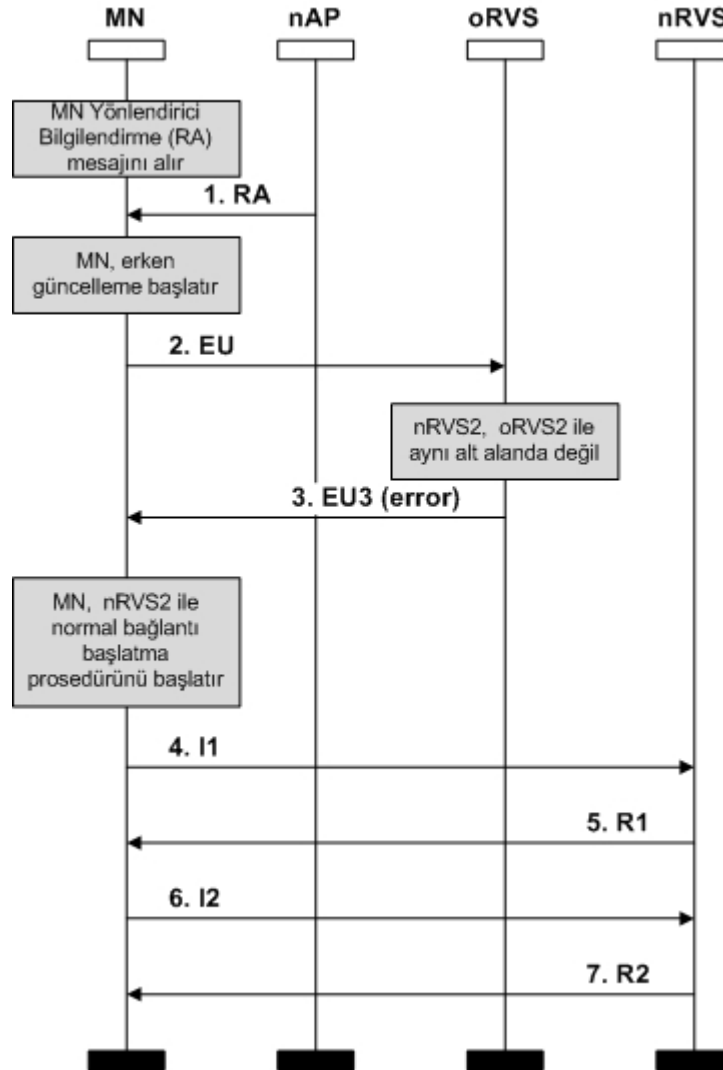 MN nAP oRVS nRVS
MN Yönlendirici
Bilgilendirme (RA)
mesajını alır
1. RA
MN, erken
güncelleme başlatır
2. EU
nRVS2, oRVS2 ile
aynı alt alanda değil
3. EU3 (error)
MN, nRVS2 ile
normal bağlantı
başlatma
prosedürünü başlatır
4. I1
5. R1
6. I2
7. R2